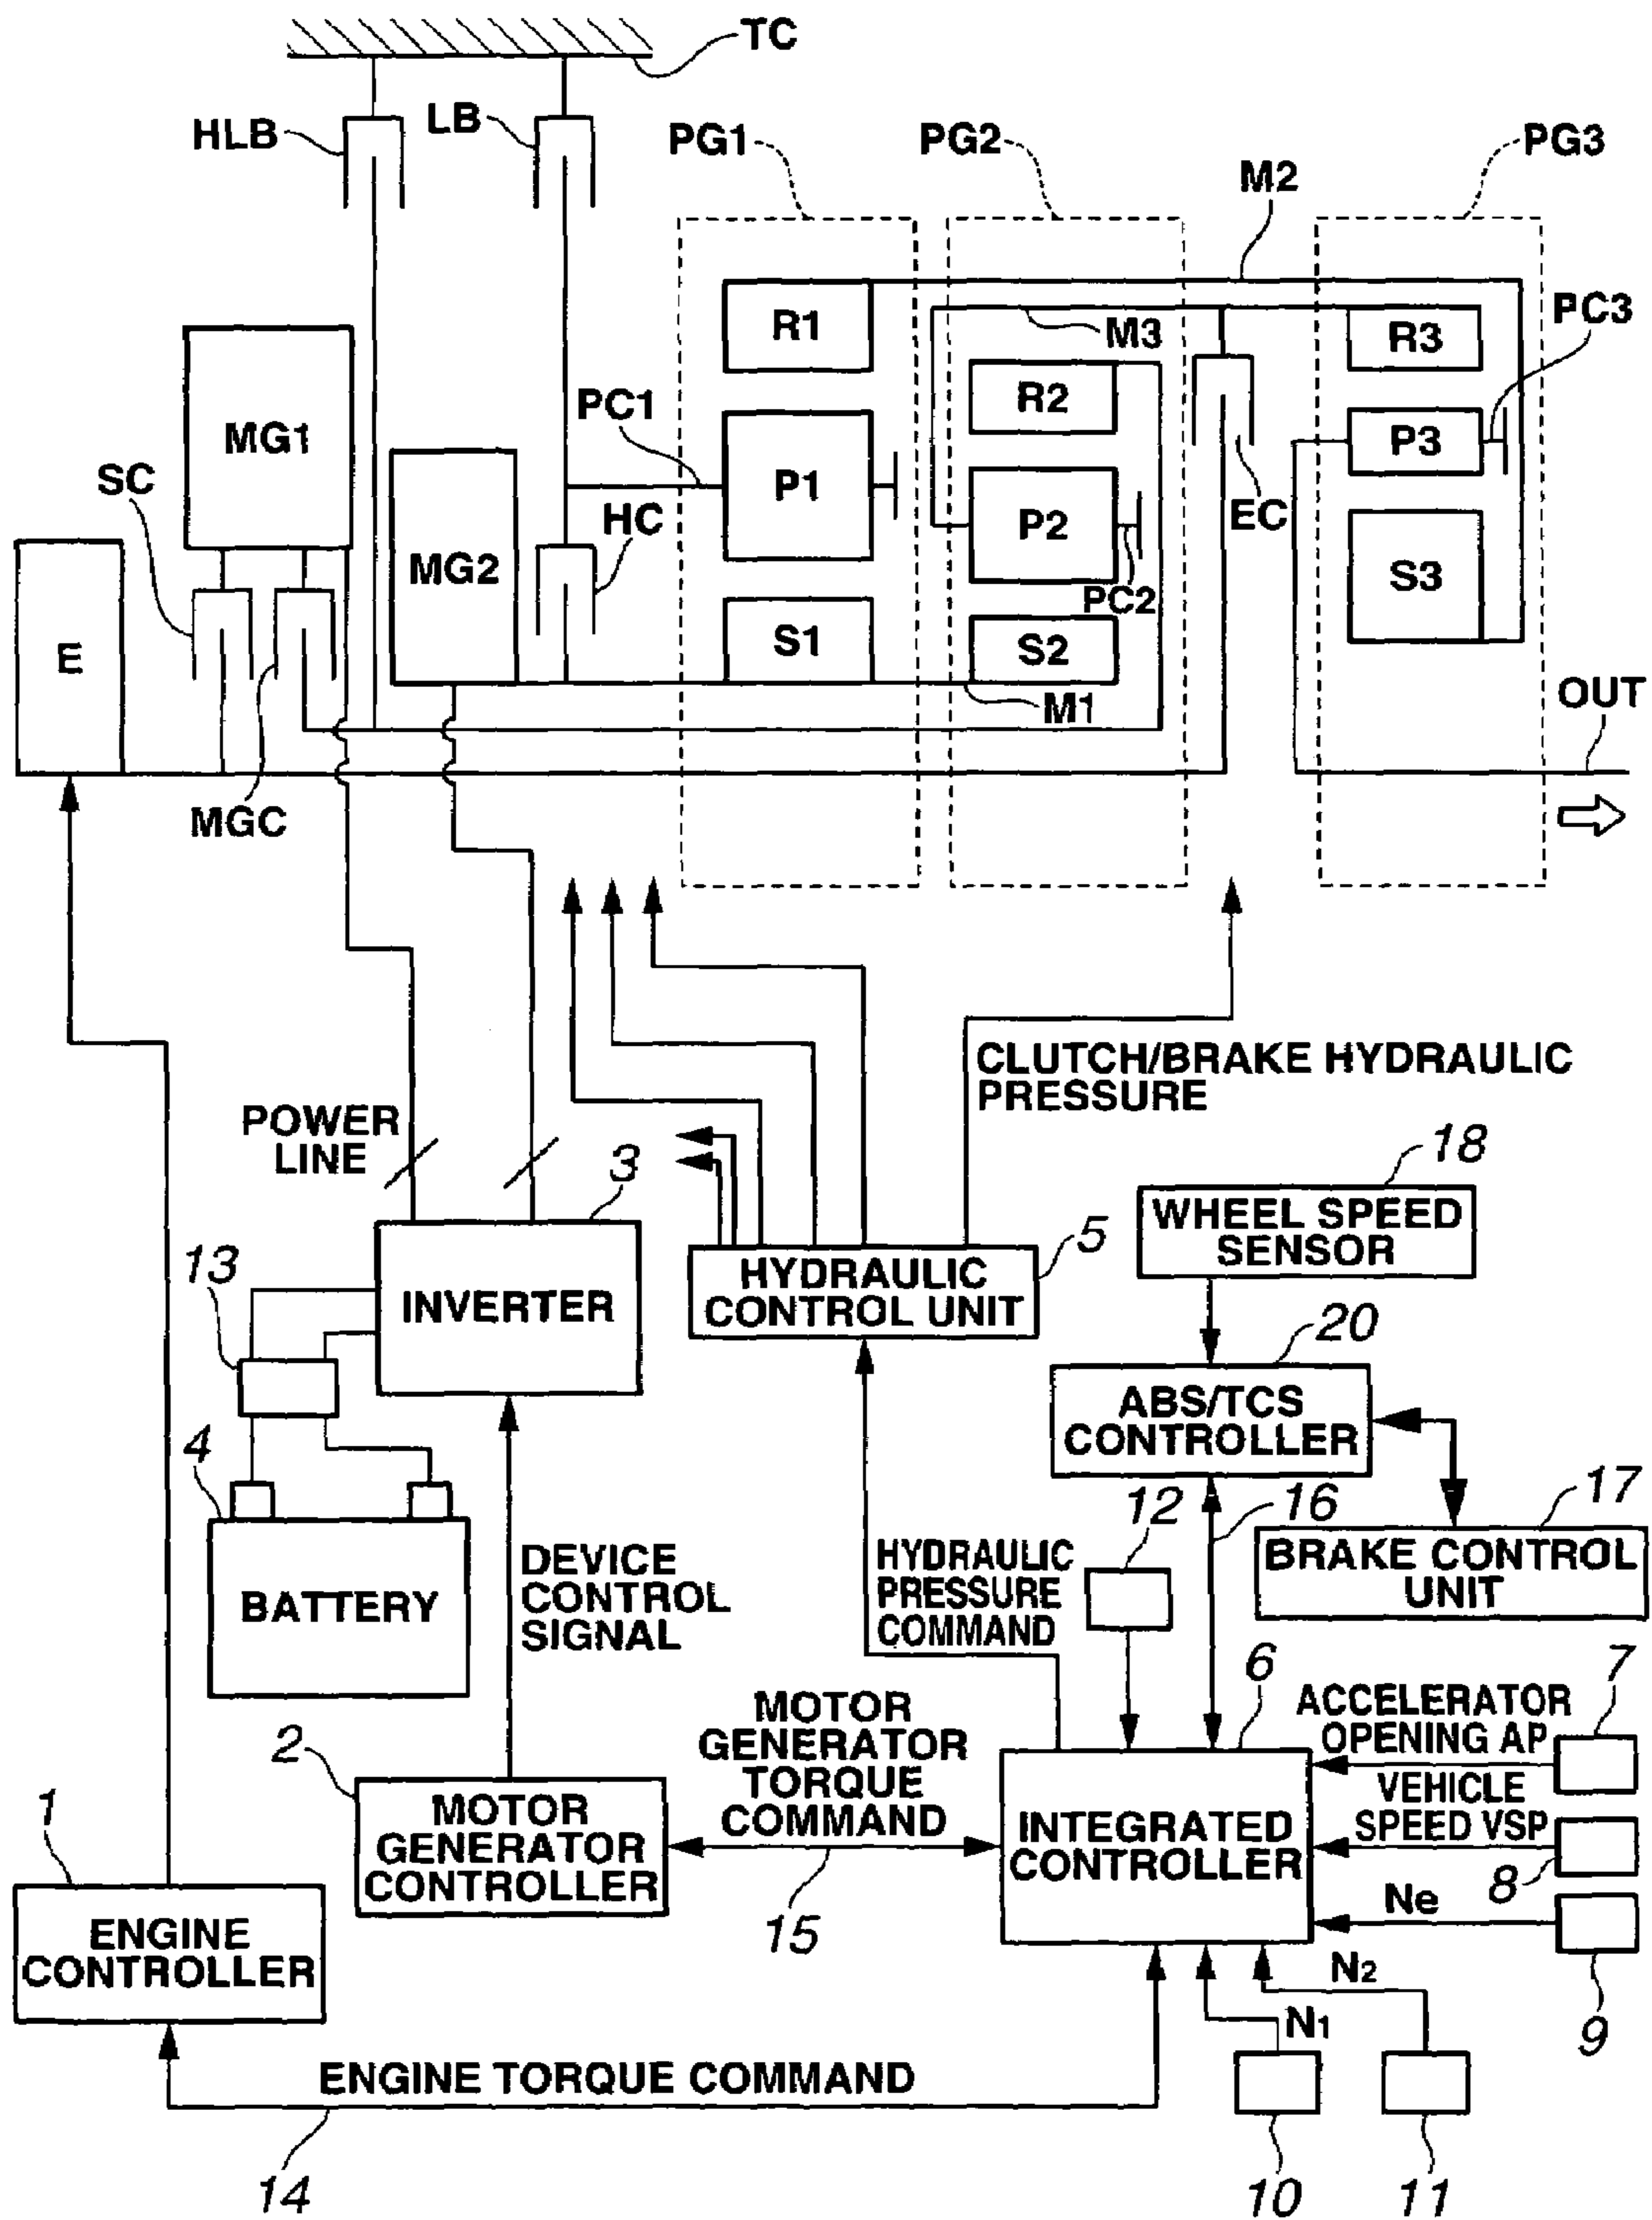 TC
HLB
LB
PG1
PG2
PG3
M2
R1
M3
R3
PC3
MG1
PC1
R2
P3
SC
P1
HC
P2
EC
MG2
PC2
S3
E
S1
S2
M1
OUT
MGC
CLUTCH/BRAKE HYDRAULIC
PRESSURE
POWER
LINE
3
18
WHEEL SPEED
SENSOR
5
13
INVERTER
HYDRAULIC
CONTROL UNIT
20
ABS/TCS
CONTROLLER
4
12
16
17
BATTERY
DEVICE
CONTROL
SIGNAL
HYDRAULIC
PRESSURE
COMMAND
BRAKE CONTROL
UNIT
6
7
ACCELERATOR
OPENING AP
2
MOTOR
GENERATOR
TORQUE
COMMAND
VEHICLE
SPEED VSP
1
MOTOR
GENERATOR
CONTROLLER
INTEGRATED
CONTROLLER
8
15
Ne
ENGINE
CONTROLLER
N2
9
N1
ENGINE TORQUE COMMAND
14
10
11